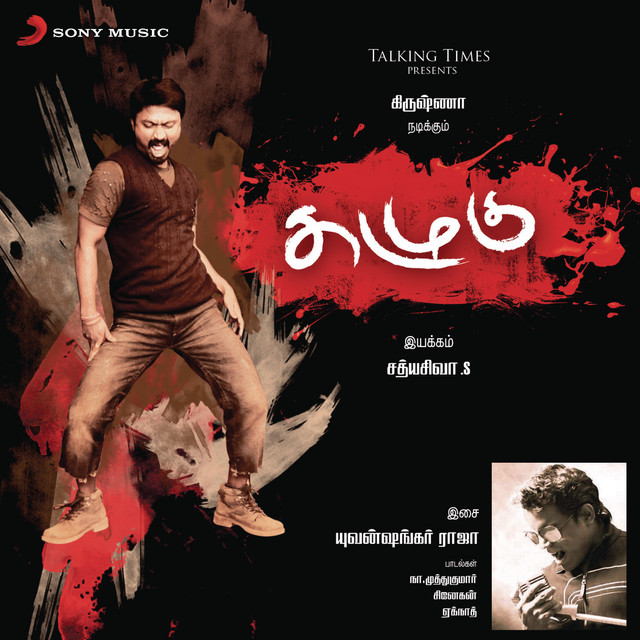 SONY MUSIC
TALKING TIMES
PRESENTS
கிருஷ்ணா
நடிக்கும்
கழுகு
இயக்கம்
சத்யசிவா.S
இசை
யுவன்ஷங்கர் ராஜா
பாடல்கள்
நா.முத்துகுமார்
சினேகன்
ஏக்நாத்